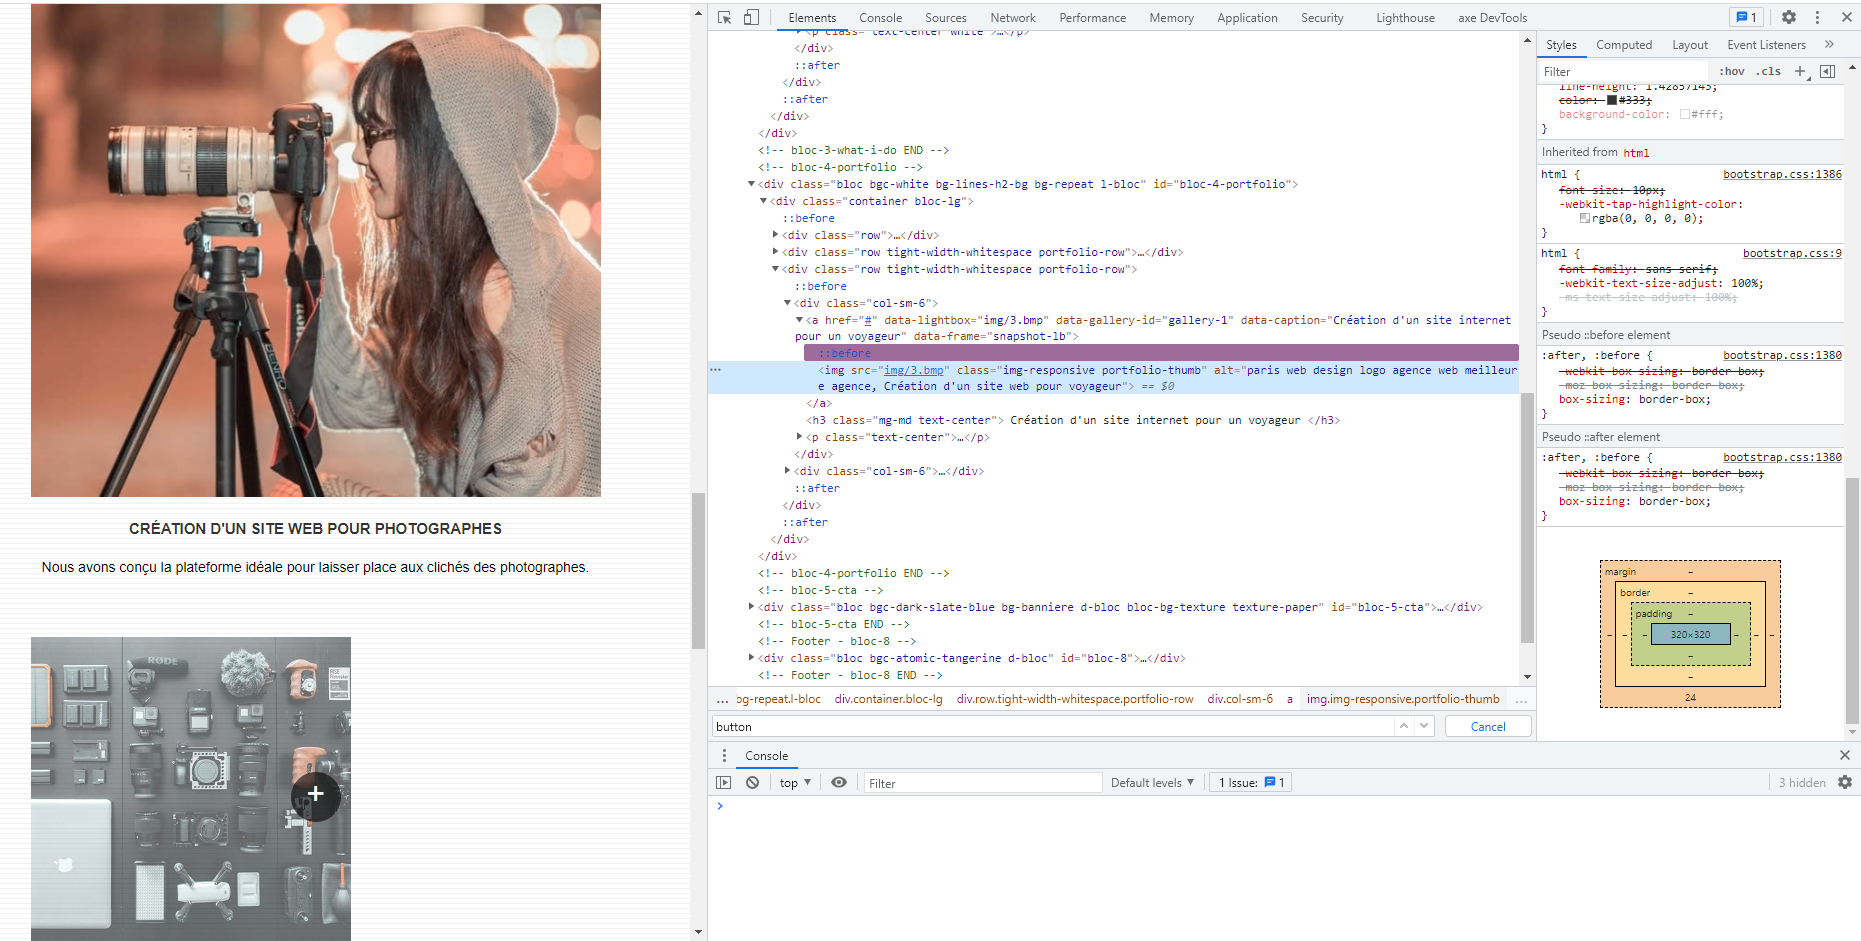 CRÉATION D'UN SITE WEB POUR PHOTOGRAPHES
Nous avons conçu la plateforme idéale pour laisser place aux clichés des photographes.
RØDE
+
Elements Console Sources Network Performance Memory Application Security Lighthouse axe DevTools 1
<p class="text-center white">…</p>
</div>
::after
</div>
::after
</div>
</div>
<!-- bloc-3-what-i-do END -->
<!-- bloc-4-portfolio -->
<div class="bloc bgc-white bg-lines-h2-bg bg-repeat l-bloc" id="bloc-4-portfolio">
<div class="container bloc-lg">
::before
<div class="row">…</div>
<div class="row tight-width-whitespace portfolio-row">…</div>
<div class="row tight-width-whitespace portfolio-row">
::before
<div class="col-sm-6">
<a href="#" data-lightbox="img/3.bmp" data-gallery-id="gallery-1" data-caption="Création d'un site internet
pour un voyageur" data-frame="snapshot-lb">
::before
… <img src="img/3.bmp" class="img-responsive portfolio-thumb" alt="paris web design logo agence web meilleur
e agence, Création d'un site web pour voyageur"> == $0
</a>
<h3 class="mg-md text-center"> Création d'un site internet pour un voyageur </h3>
<p class="text-center">…</p>
</div>
<div class="col-sm-6">…</div>
::after
</div>
::after
</div>
</div>
<!-- bloc-4-portfolio END -->
<!-- bloc-5-cta -->
<div class="bloc bgc-dark-slate-blue bg-banniere d-bloc bloc-bg-texture texture-paper" id="bloc-5-cta">…</div>
<!-- bloc-5-cta END -->
<!-- Footer - bloc-8 -->
<div class="bloc bgc-atomic-tangerine d-bloc" id="bloc-8">…</div>
<!-- Footer - bloc-8 END -->
… bg-repeat.l-bloc div.container.bloc-lg div.row.tight-width-whitespace.portfolio-row div.col-sm-6 a img.img-responsive.portfolio-thumb …
button Cancel
Styles Computed Layout Event Listeners »
Filter :hov .cls +
line-height: 1.42857143;
color: #333;
background-color: #fff;
}
Inherited from html
html { bootstrap.css:1386
font-size: 10px;
-webkit-tap-highlight-color:
rgba(0, 0, 0, 0);
}
html { bootstrap.css:9
font-family: sans-serif;
-webkit-text-size-adjust: 100%;
-ms-text-size-adjust: 100%;
}
Pseudo ::before element
:after, :before { bootstrap.css:1380
-webkit-box-sizing: border-box;
-moz-box-sizing: border-box;
box-sizing: border-box;
}
Pseudo ::after element
:after, :before { bootstrap.css:1380
-webkit-box-sizing: border-box;
-moz-box-sizing: border-box;
box-sizing: border-box;
}
margin –
border –
padding –
– – – 320×320 – – –
–
–
24
Console
top ▼ Filter Default levels ▼ 1 Issue: 1 3 hidden
>